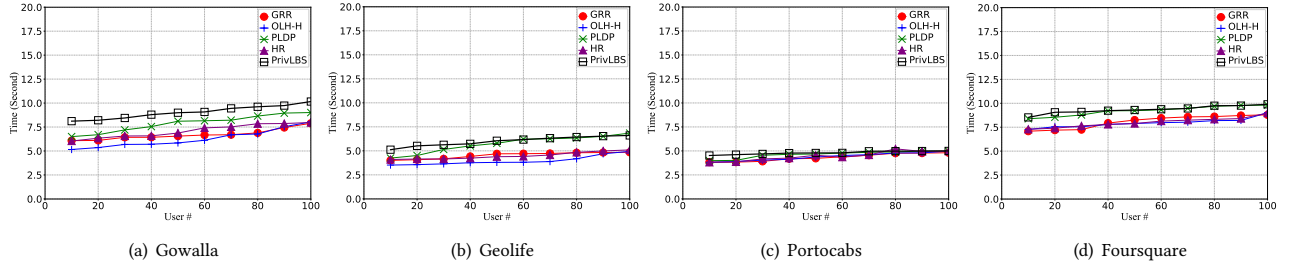 20.0
17.5
15.0
12.5
10.0
7.5
5.0
2.5
0.0
Time (Second)
20 40 60 80 100
User #
GRR
OLH-H
PLDP
HR
PrivLBS
(a) Gowalla
20.0
17.5
15.0
12.5
10.0
7.5
5.0
2.5
0.0
Time (Second)
20 40 60 80 100
User #
GRR
OLH-H
PLDP
HR
PrivLBS
(b) Geolife
20.0
17.5
15.0
12.5
10.0
7.5
5.0
2.5
0.0
Time (Second)
20 40 60 80 100
User #
GRR
OLH-H
PLDP
HR
PrivLBS
(c) Portocabs
20.0
17.5
15.0
12.5
10.0
7.5
5.0
2.5
0.0
Time (Second)
20 40 60 80 100
User #
GRR
OLH-H
PLDP
HR
PrivLBS
(d) Foursquare